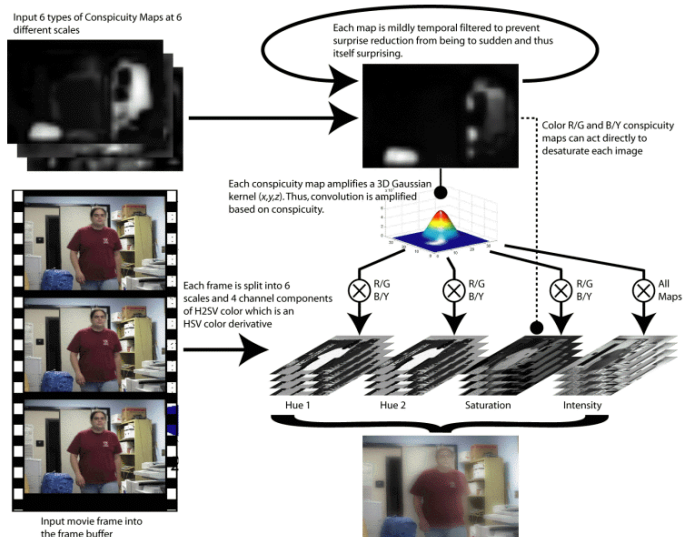 Input 6 types of Conspicuity Maps at 6
different scales
Each map is mildly temporal filtered to prevent
surprise reduction from being to sudden and thus
itself surprising.
Color R/G and B/Y conspicuity
maps can act directly to
desaturate each image
Each conspicuity map amplifies a 3D Gaussian
kernel (x,y,z). Thus, convolution is amplified
based on conspicuity.
Each frame is split into 6
scales and 4 channel components
of H2SV color which is an
HSV color derivative
R/G
B/Y
R/G
B/Y
R/G
B/Y
All
Maps
Hue 1
Hue 2
Saturation
Intensity
Input movie frame into
the frame buffer